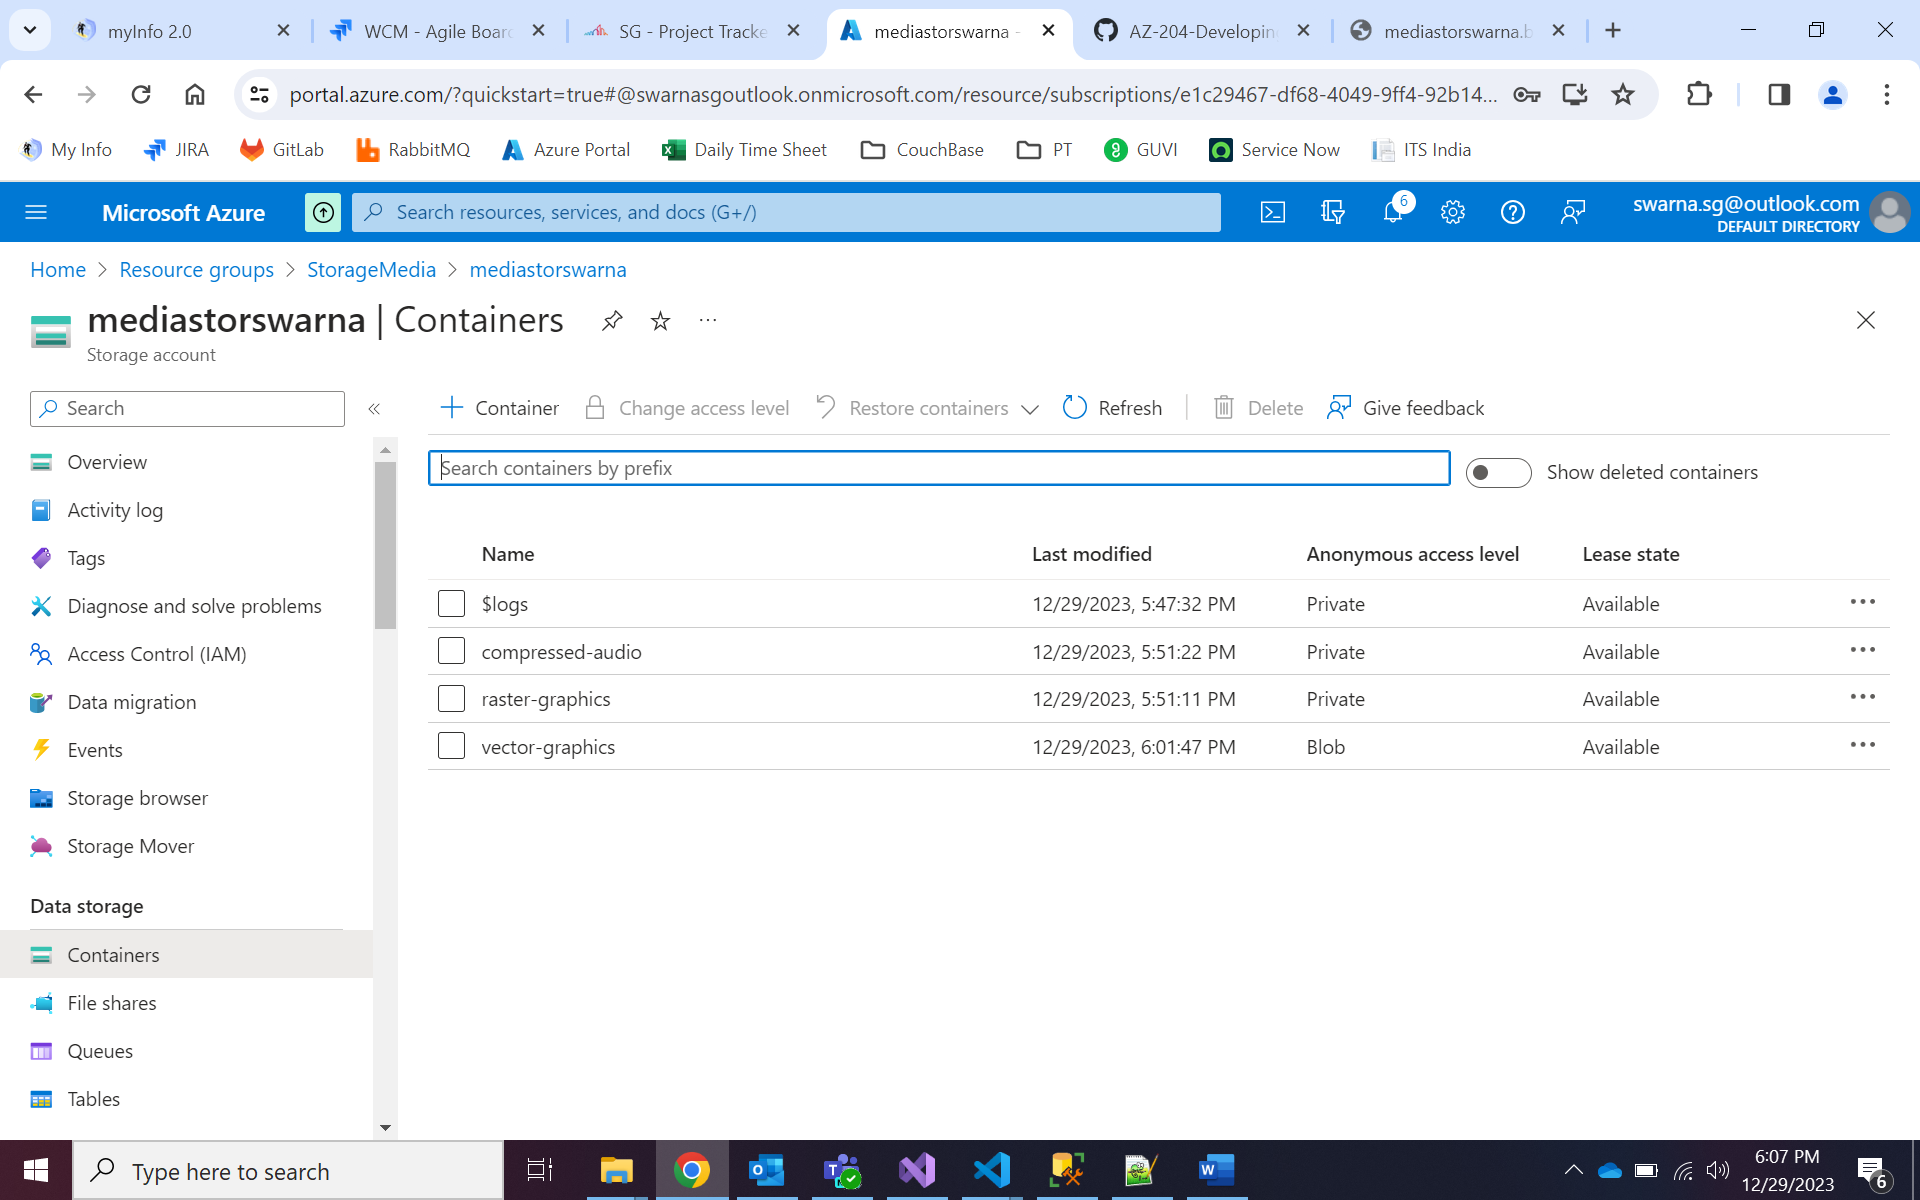 myInfo 2.0
WCM - Agile Board
SG - Project Tracke
mediastorswarna -
AZ-204-Developin
mediastorswarna.b
portal.azure.com/?quickstart=true#@swarnasgoutlook.onmicrosoft.com/resource/subscriptions/e1c29467-df68-4049-9ff4-92b14...
My Info
JIRA
GitLab
RabbitMQ
Azure Portal
Daily Time Sheet
CouchBase
PT
GUVI
Service Now
ITS India
Microsoft Azure
Search resources, services, and docs (G+/)
6
swarna.sg@outlook.com
DEFAULT DIRECTORY
Home > Resource groups > StorageMedia > mediastorswarna
mediastorswarna | Containers
Storage account
Search
Overview
Activity log
Tags
Diagnose and solve problems
Access Control (IAM)
Data migration
Events
Storage browser
Storage Mover
Data storage
Containers
File shares
Queues
Tables
Container
Change access level
Restore containers
Refresh
Delete
Give feedback
Search containers by prefix
Show deleted containers
Name Last modified Anonymous access level Lease state
$logs 12/29/2023, 5:47:32 PM Private Available
compressed-audio 12/29/2023, 5:51:22 PM Private Available
raster-graphics 12/29/2023, 5:51:11 PM Private Available
vector-graphics 12/29/2023, 6:01:47 PM Blob Available
Type here to search
6:07 PM
12/29/2023
6